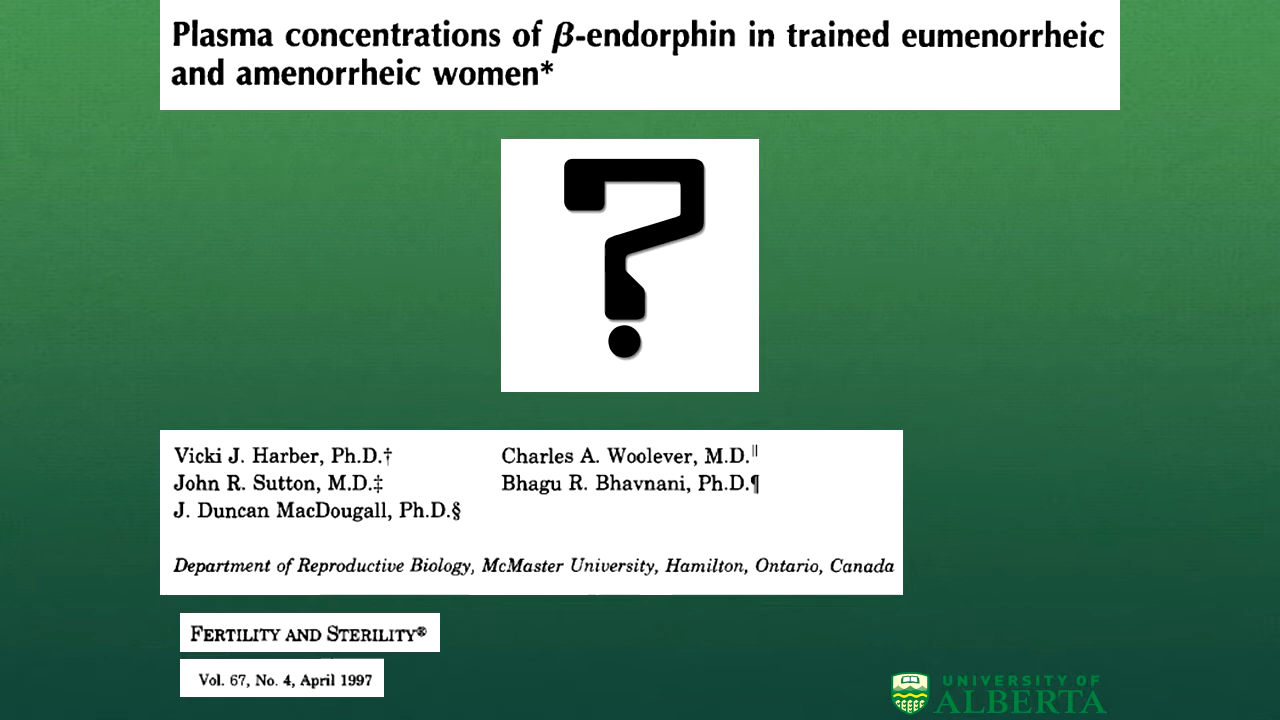 Plasma concentrations of β-endorphin in trained eumenorrheic
and amenorrheic women*
?
Vicki J. Harber, Ph.D.†
John R. Sutton, M.D.‡
J. Duncan MacDougall, Ph.D.§
Charles A. Woolever, M.D.||
Bhagu R. Bhavnani, Ph.D.¶
Department of Reproductive Biology, McMaster University, Hamilton, Ontario, Canada
FERTILITY AND STERILITY®
Vol. 67, No. 4, April 1997
UNIVERSITY OF
ALBERTA